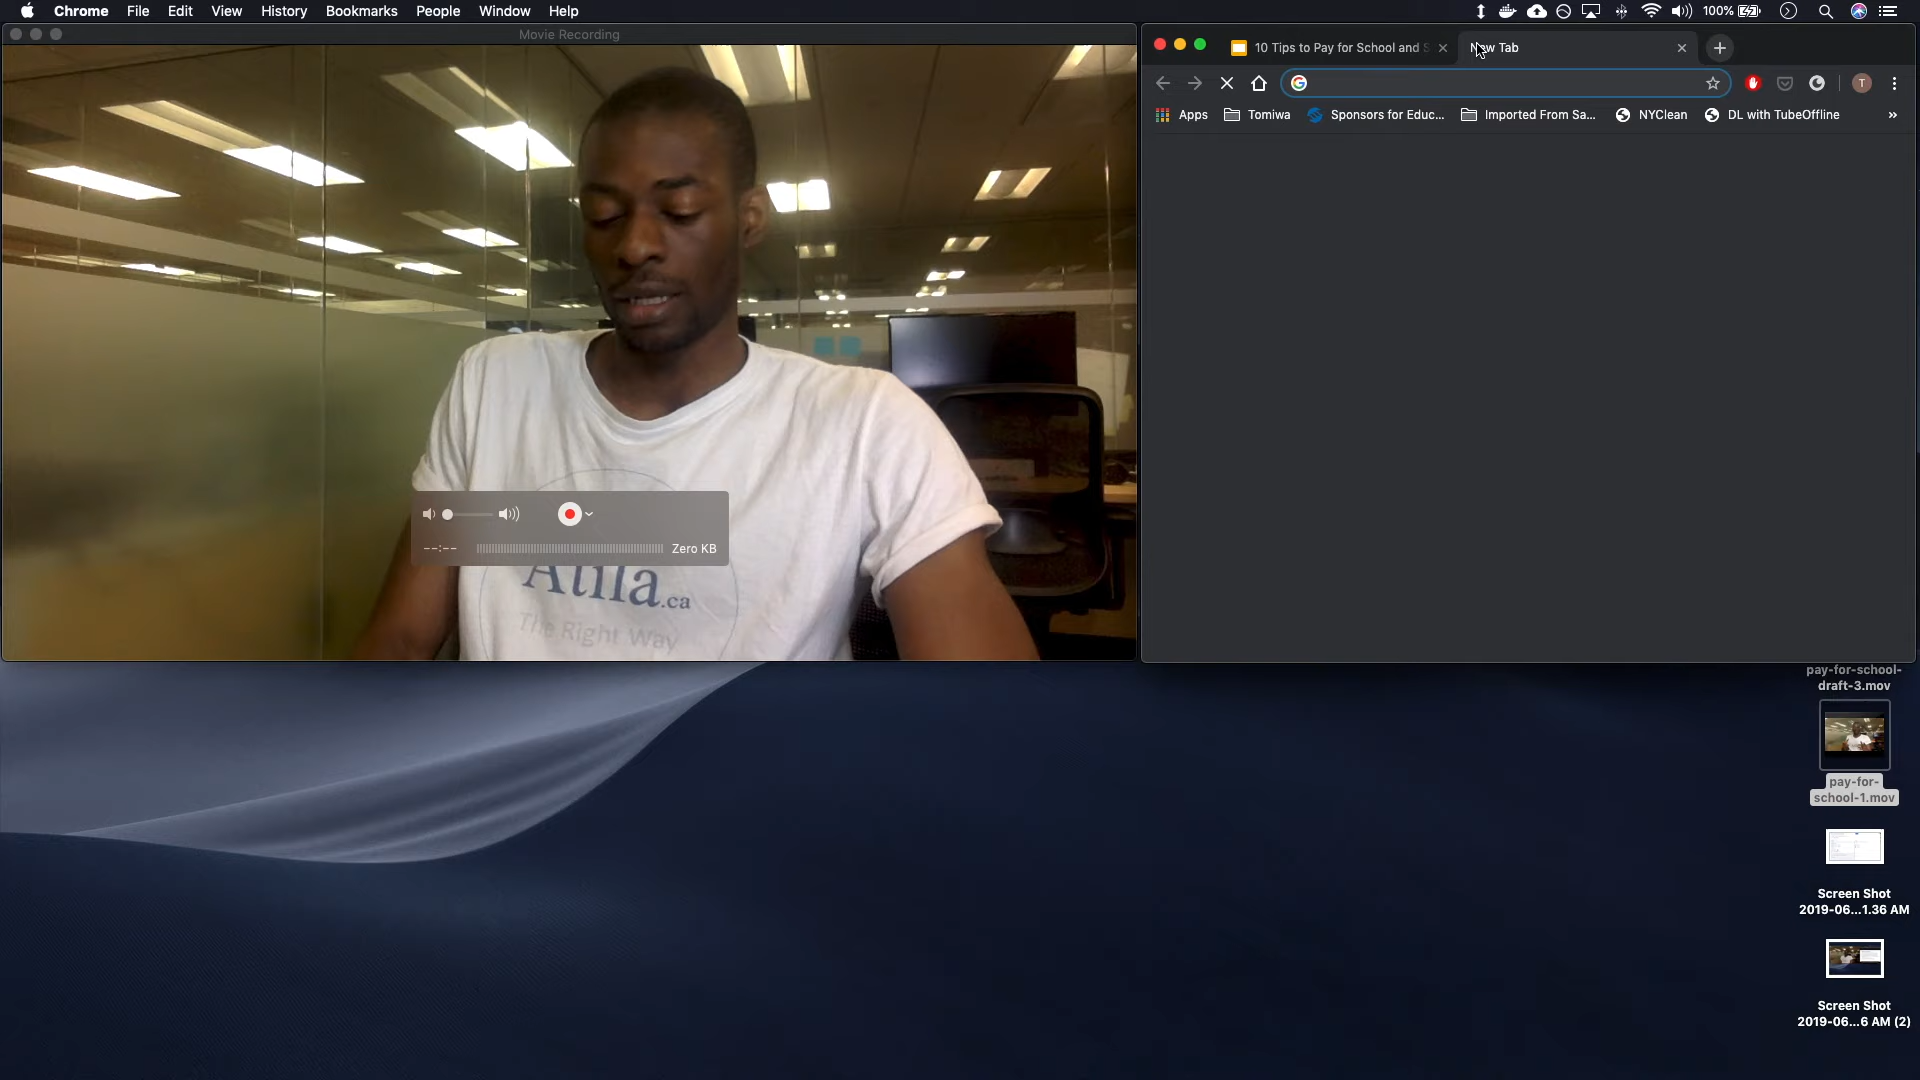 Chrome File Edit View History Bookmarks People Window Help
100%
Movie Recording
10 Tips to Pay for School and S
New Tab
T
Apps Tomiwa Sponsors for Educ... Imported From Sa... NYClean DL with TubeOffline »
--:-- Zero KB
Atila.ca
The Right Way
pay-for-school-
draft-3.mov
pay-for-
school-1.mov
Screen Shot
2019-06...1.36 AM
Screen Shot
2019-06...6 AM (2)